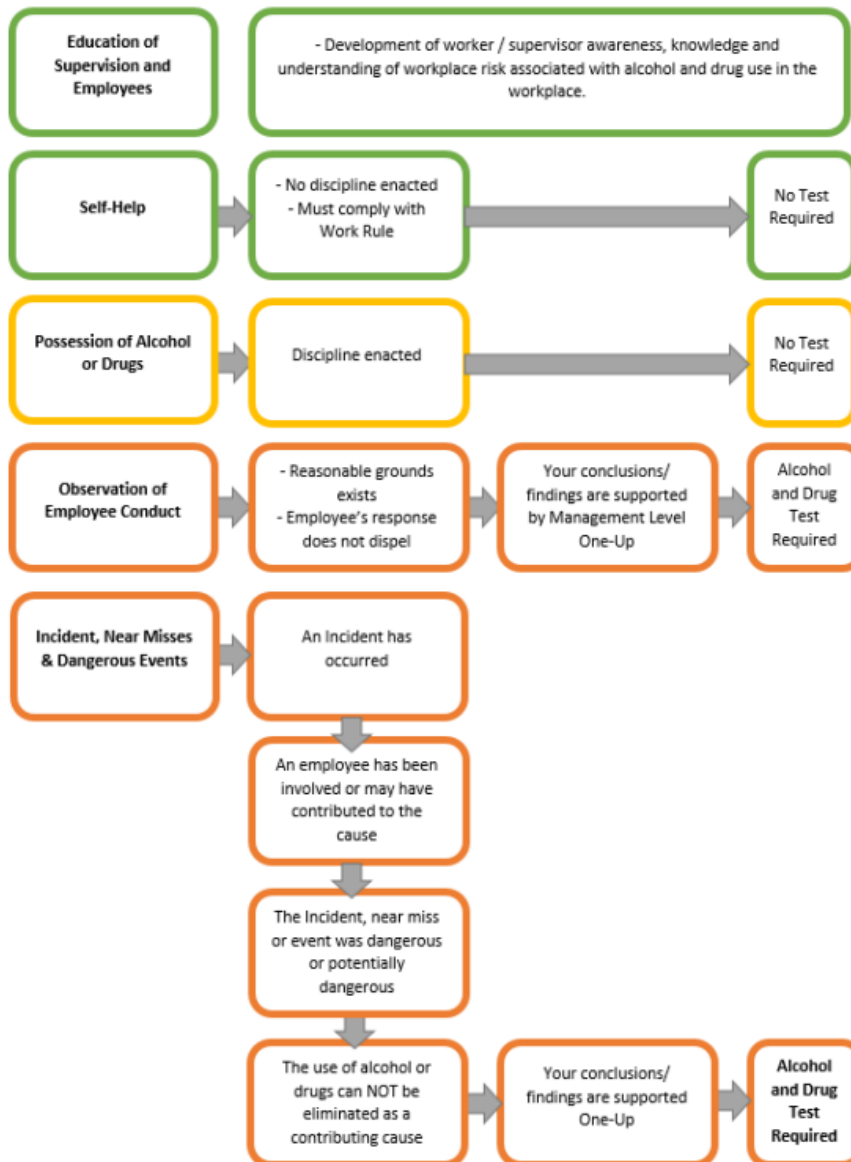 Education of
Supervision and
Employees
- Development of worker / supervisor awareness, knowledge and
understanding of workplace risk associated with alcohol and drug use in the
workplace.
Self-Help
- No discipline enacted
- Must comply with
Work Rule
No Test
Required
Possession of Alcohol
or Drugs
Discipline enacted
No Test
Required
Observation of
Employee Conduct
- Reasonable grounds
exists
- Employee's response
does not dispel
Your conclusions/
findings are supported
by Management Level
One-Up
Alcohol
and Drug
Test
Required
Incident, Near Misses
& Dangerous Events
An Incident has
occurred
An employee has been
involved or may have
contributed to the
cause
The Incident, near miss
or event was dangerous
or potentially
dangerous
The use of alcohol or
drugs can NOT be
eliminated as a
contributing cause
Your conclusions/
findings are supported
One-Up
Alcohol
and Drug
Test
Required